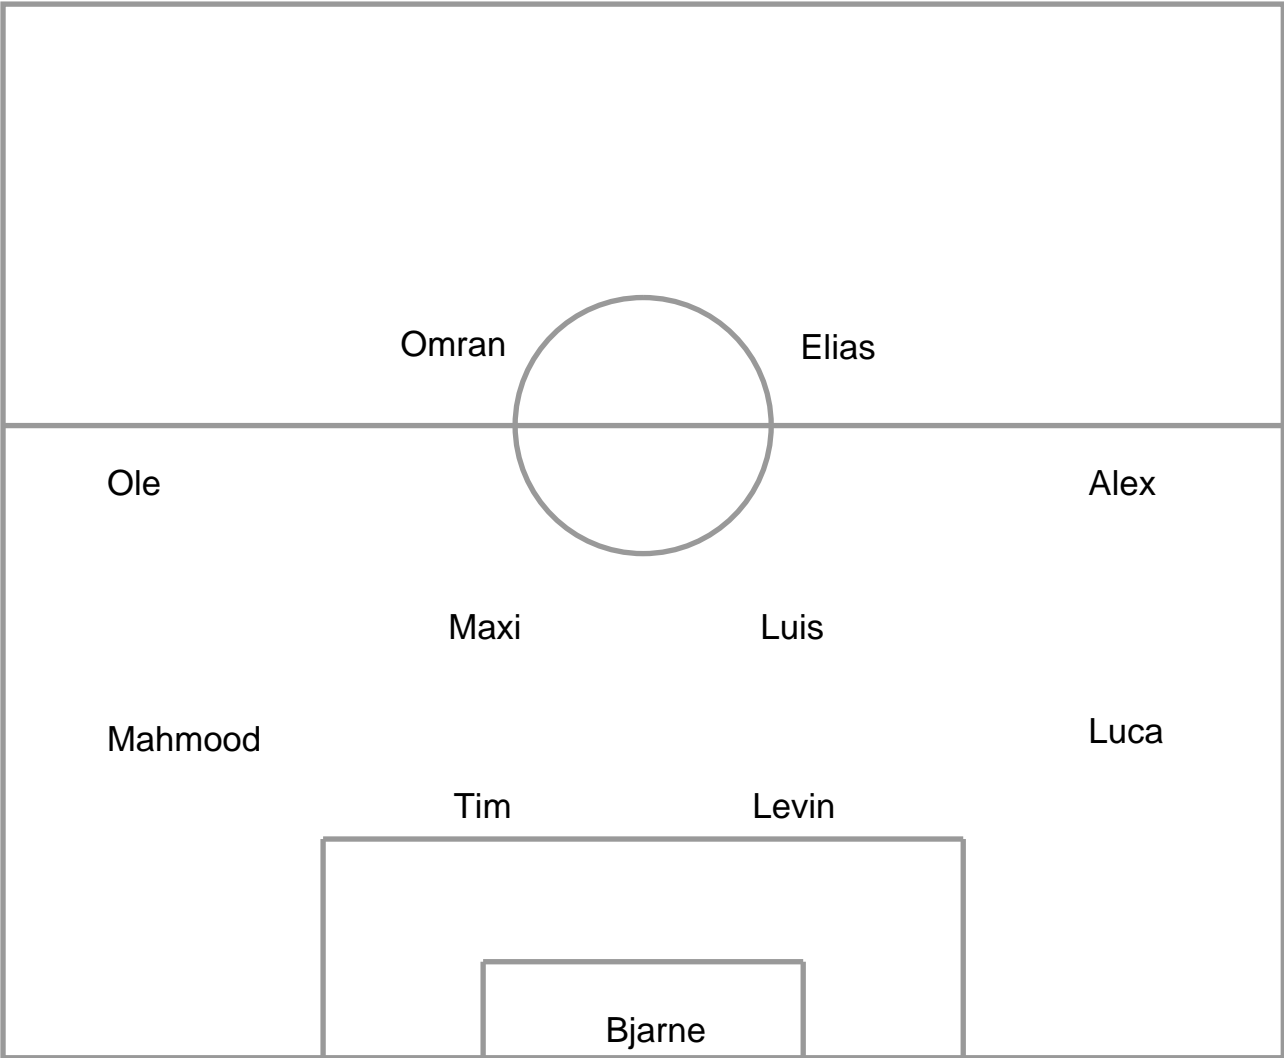 Omran
Elias
Ole
Alex
Maxi
Luis
Mahmood
Luca
Tim
Levin
Bjarne